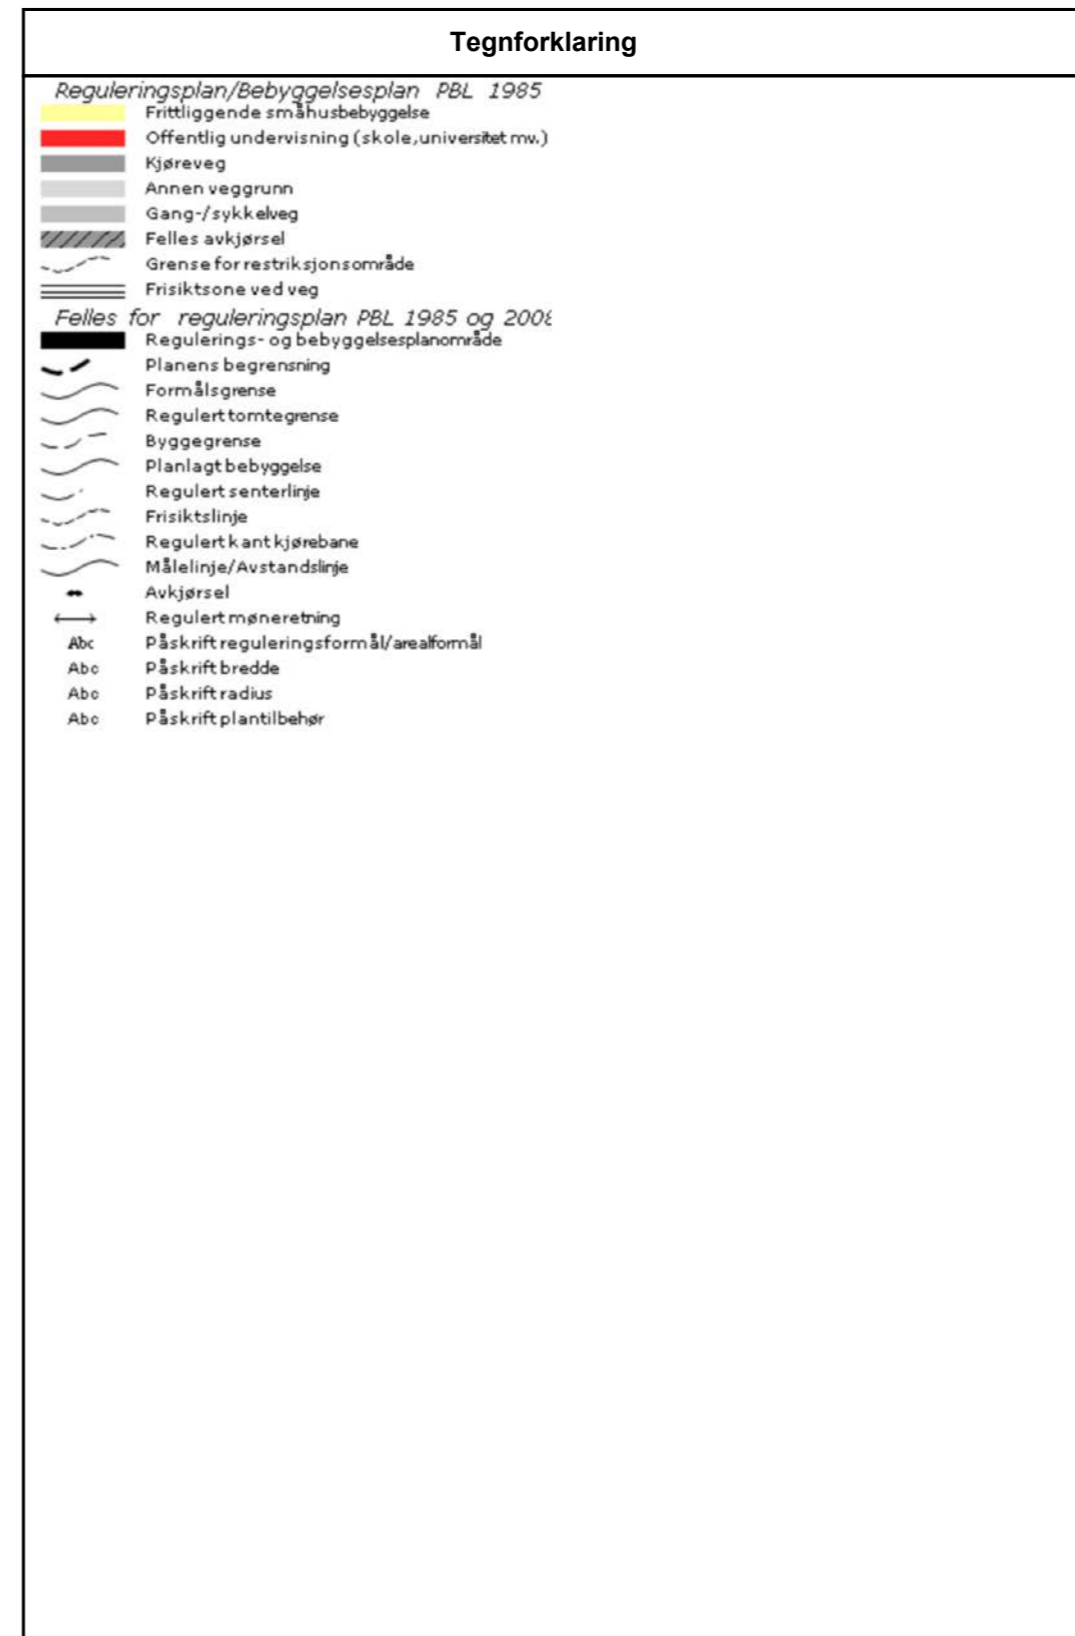 Tegnforklaring
Reguleringsplan/Bebyggelsesplan PBL 1985
Frittliggende småhusbebyggelse
Offentlig undervisning (skole,universitet mv.)
Kjøreveg
Annen veggrunn
Gang-/sykkelveg
Felles avkjørsel
Grense for restriksjonsområde
Frisiktsone ved veg
Felles for reguleringsplan PBL 1985 og 2008
Regulerings- og bebyggelsesplanområde
Planens begrensning
Formålsgrense
Regulert tomtegrense
Byggegrense
Planlagt bebyggelse
Regulert senterlinje
Frisiktslinje
Regulert kant kjørebane
Målelinje/Avstandslinje
Avkjørsel
Regulert møneretning
Abc Påskrift reguleringsformål/arealformål
Abc Påskrift bredde
Abc Påskrift radius
Abc Påskrift plantilbehør